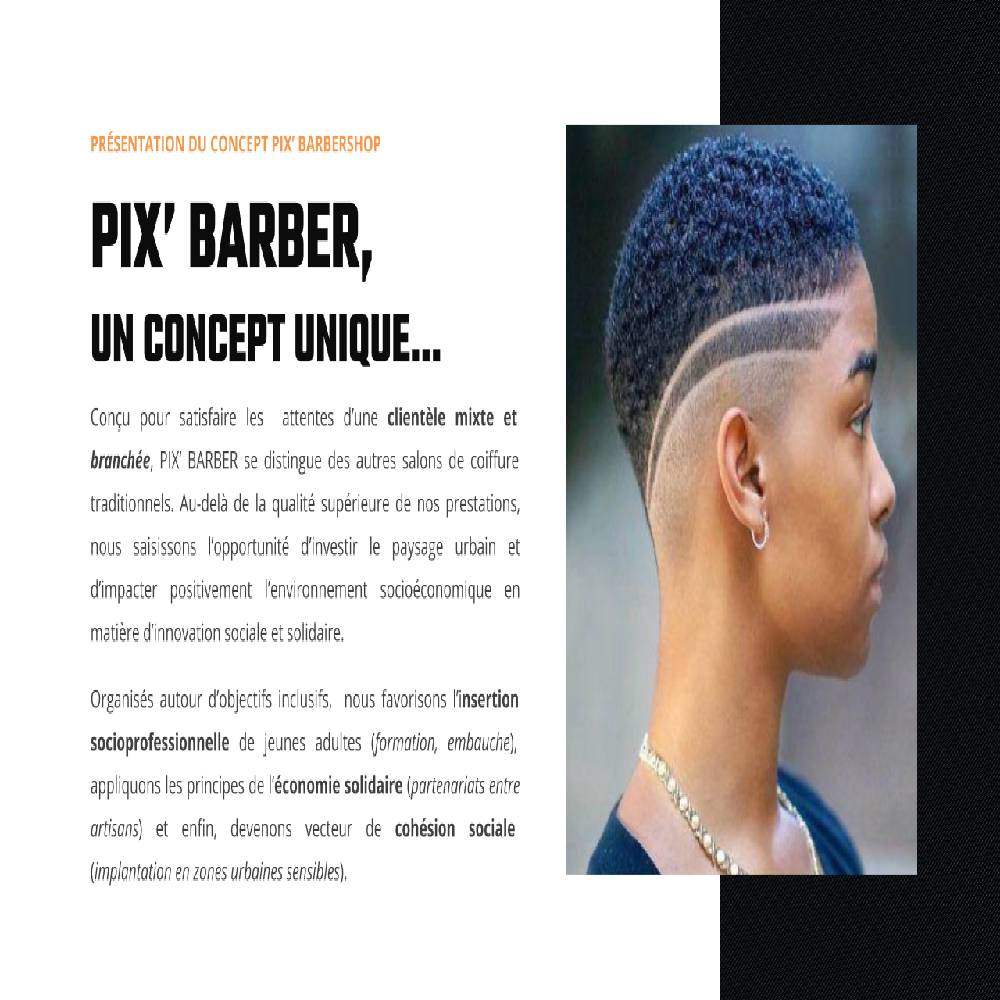 PRÉSENTATION DU CONCEPT PIX' BARBERSHOP
PIX' BARBER,
UN CONCEPT UNIQUE...
Conçu pour satisfaire les attentes d'une clientèle mixte et
branchée, PIX' BARBER se distingue des autres salons de coiffure
traditionnels. Au-delà de la qualité supérieure de nos prestations,
nous saisissons l'opportunité d'investir le paysage urbain et
d'impacter positivement l'environnement socioéconomique en
matière d'innovation sociale et solidaire.
Organisés autour d'objectifs inclusifs, nous favorisons l'insertion
socioprofessionnelle de jeunes adultes (formation, embauche),
appliquons les principes de l'économie solidaire (partenariats entre
artisans) et enfin, devenons vecteur de cohésion sociale
(implantation en zones urbaines sensibles).